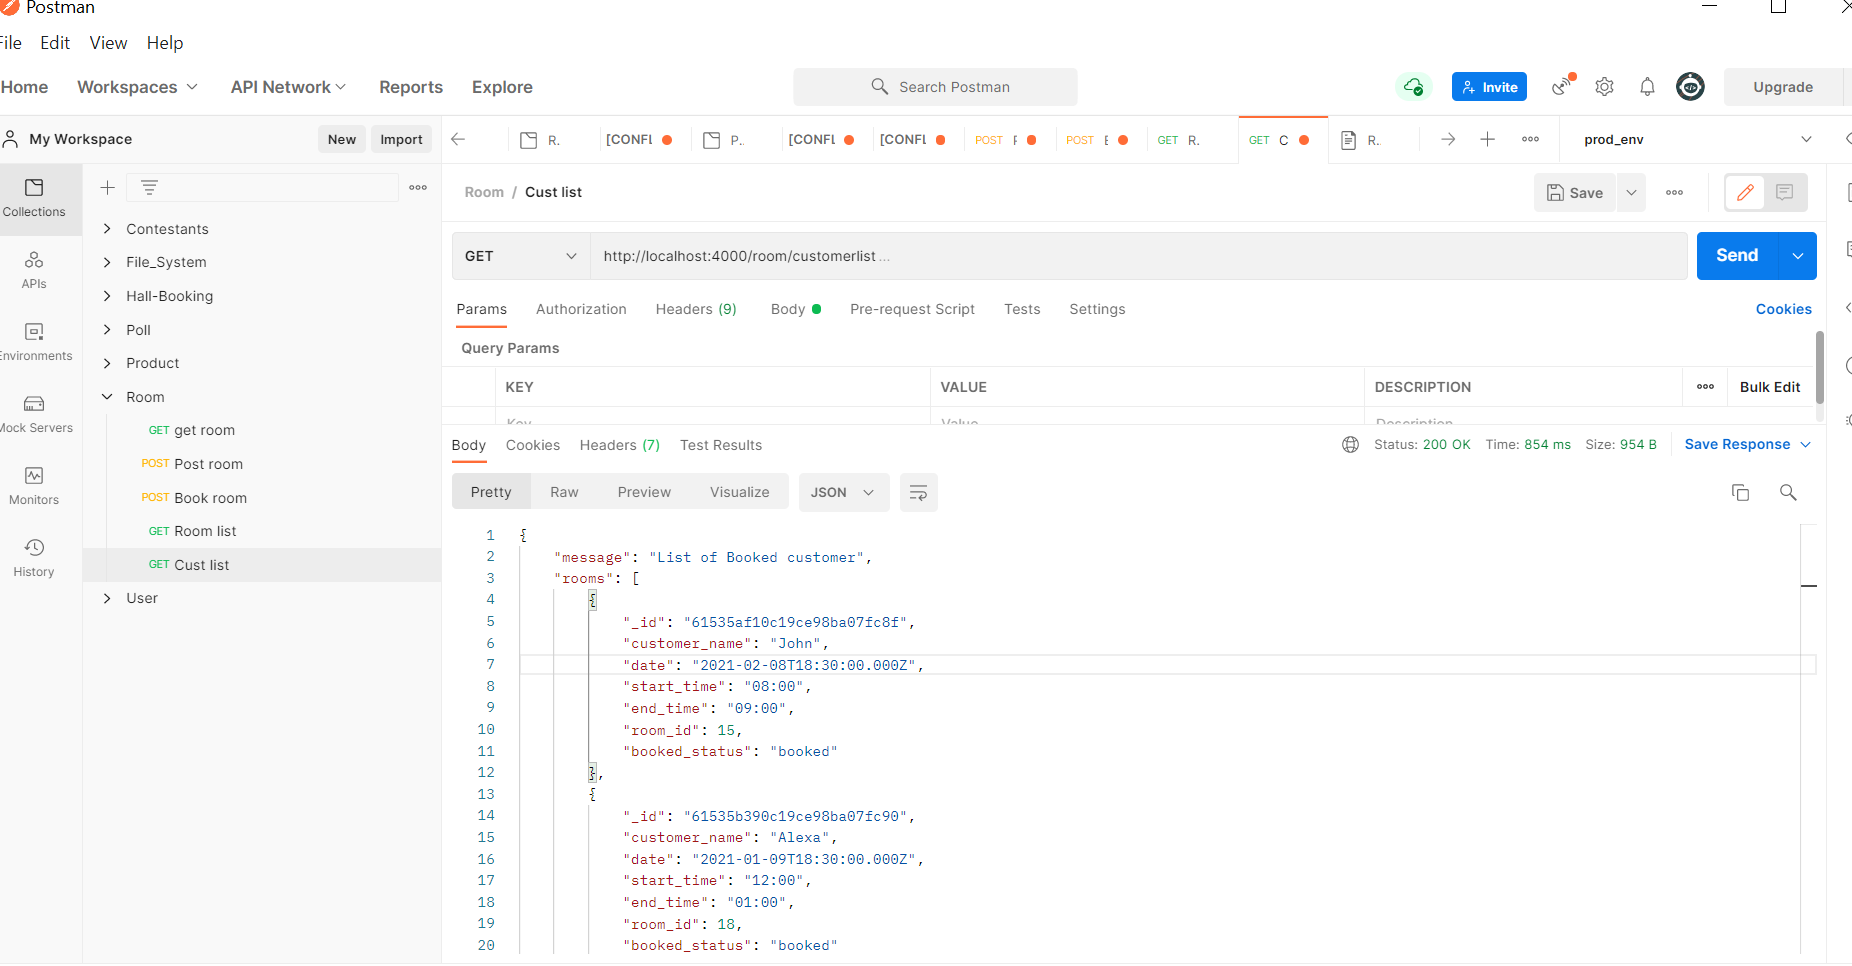 Postman
File Edit View Help
Home Workspaces API Network Reports Explore Search Postman Invite Upgrade
My Workspace New Import R. [CONFL P. [CONFL [CONFL POST POST GET R. GET C R. prod_env
Room / Cust list Save
Collections
Contestants
File_System
APIs
Hall-Booking
Poll
Environments
Product
Room
Mock Servers
GET get room
POST Post room
Monitors
POST Book room
GET Room list
History
GET Cust list
User
GET http://localhost:4000/room/customerlist ... Send
Params Authorization Headers (9) Body Pre-request Script Tests Settings Cookies
Query Params
KEY VALUE DESCRIPTION Bulk Edit
Key Value Description
Body Cookies Headers (7) Test Results Status: 200 OK Time: 854 ms Size: 954 B Save Response
Pretty Raw Preview Visualize JSON
1 {
2 "message": "List of Booked customer",
3 "rooms": [
4 {
5 "_id": "61535af10c19ce98ba07fc8f",
6 "customer_name": "John",
7 "date": "2021-02-08T18:30:00.000Z",
8 "start_time": "08:00",
9 "end_time": "09:00",
10 "room_id": 15,
11 "booked_status": "booked"
12 },
13 {
14 "_id": "61535b390c19ce98ba07fc90",
15 "customer_name": "Alexa",
16 "date": "2021-01-09T18:30:00.000Z",
17 "start_time": "12:00",
18 "end_time": "01:00",
19 "room_id": 18,
20 "booked_status": "booked"